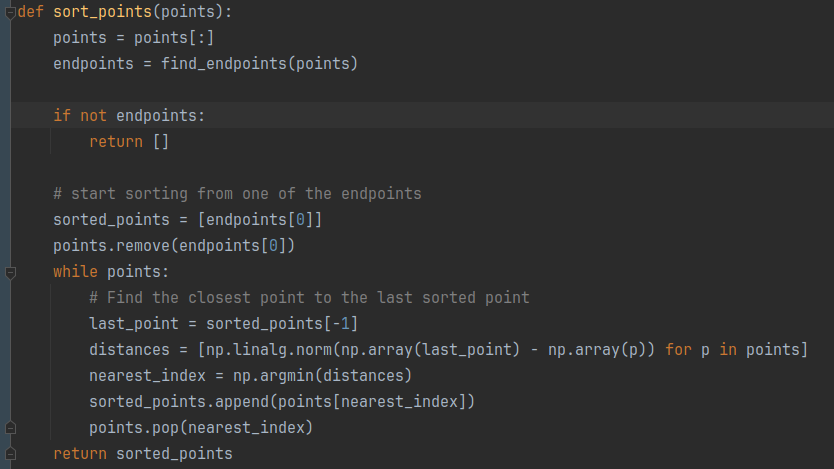 def sort_points(points):
    points = points[:]
    endpoints = find_endpoints(points)

    if not endpoints:
        return []

    # start sorting from one of the endpoints
    sorted_points = [endpoints[0]]
    points.remove(endpoints[0])
    while points:
        # Find the closest point to the last sorted point
        last_point = sorted_points[-1]
        distances = [np.linalg.norm(np.array(last_point) - np.array(p)) for p in points]
        nearest_index = np.argmin(distances)
        sorted_points.append(points[nearest_index])
        points.pop(nearest_index)
    return sorted_points